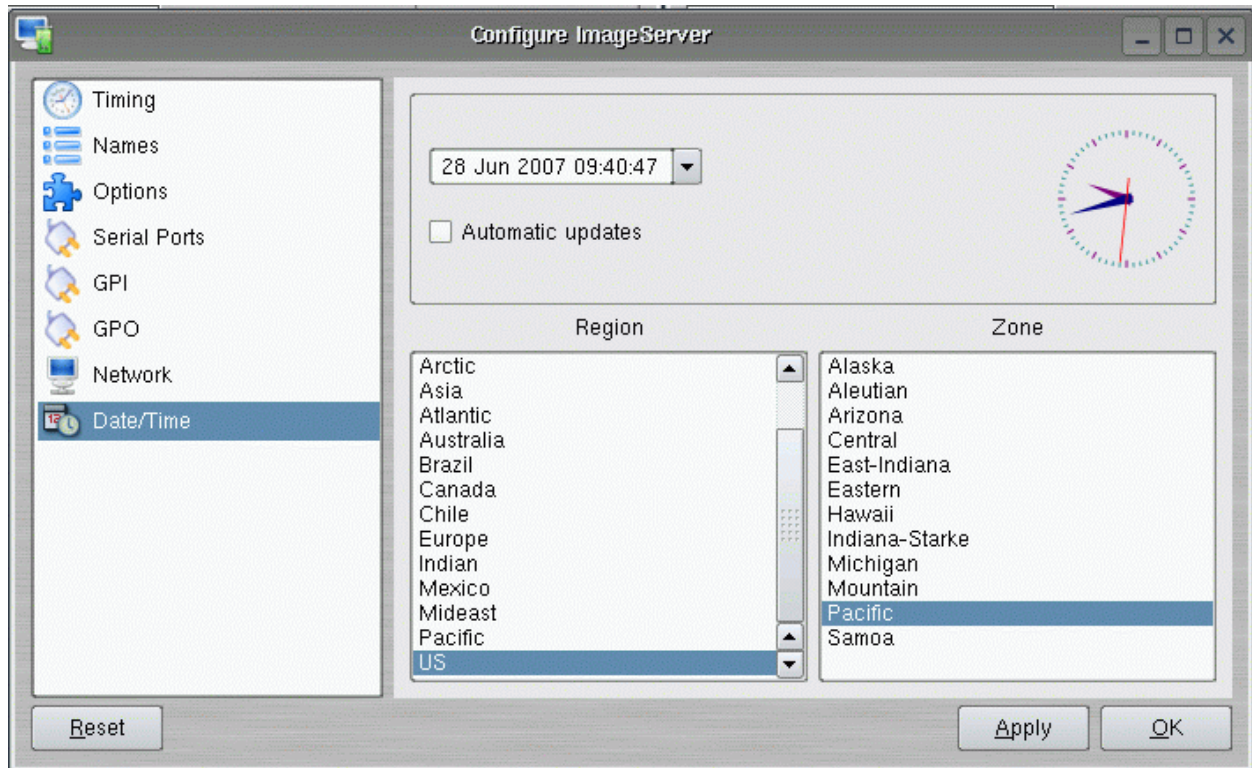 Configure ImageServer
Timing
Names
Options
Serial Ports
GPI
GPO
Network
Date/Time
28 Jun 2007 09:40:47
Automatic updates
Region
Arctic
Asia
Atlantic
Australia
Brazil
Canada
Chile
Europe
Indian
Mexico
Mideast
Pacific
US
Zone
Alaska
Aleutian
Arizona
Central
East-Indiana
Eastern
Hawaii
Indiana-Starke
Michigan
Mountain
Pacific
Samoa
Reset
Apply
OK